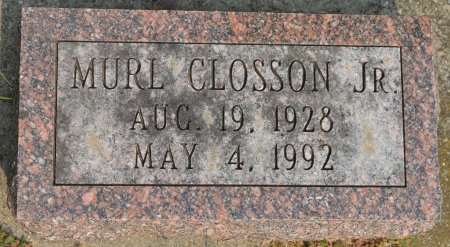 MURL CLOSSON JR.
AUG. 19, 1928
MAY 4, 1992